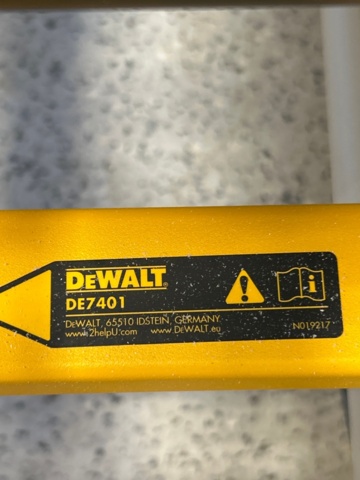 DEWALT
DE7401
DEWALT, 65510 IDSTEIN, GERMANY
www.2helpU.com www.DEWALT.eu
N019217